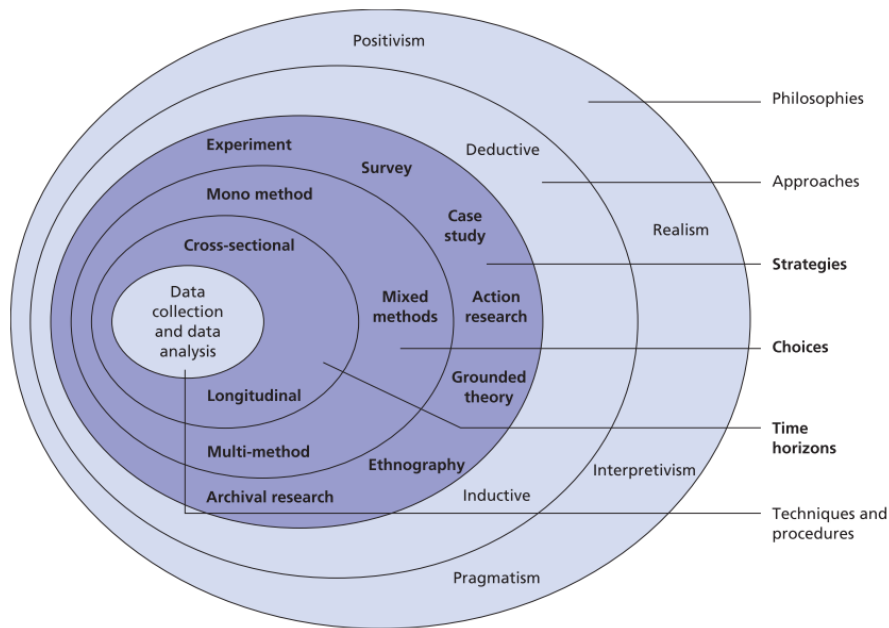 Positivism
Philosophies
Experiment
Deductive
Survey
Approaches
Mono method
Case
study
Realism
Cross-sectional
Strategies
Data
collection
and data
analysis
Mixed
methods
Action
research
Choices
Grounded
theory
Longitudinal
Time
horizons
Multi-method
Ethnography
Interpretivism
Archival research
Inductive
Techniques and
procedures
Pragmatism